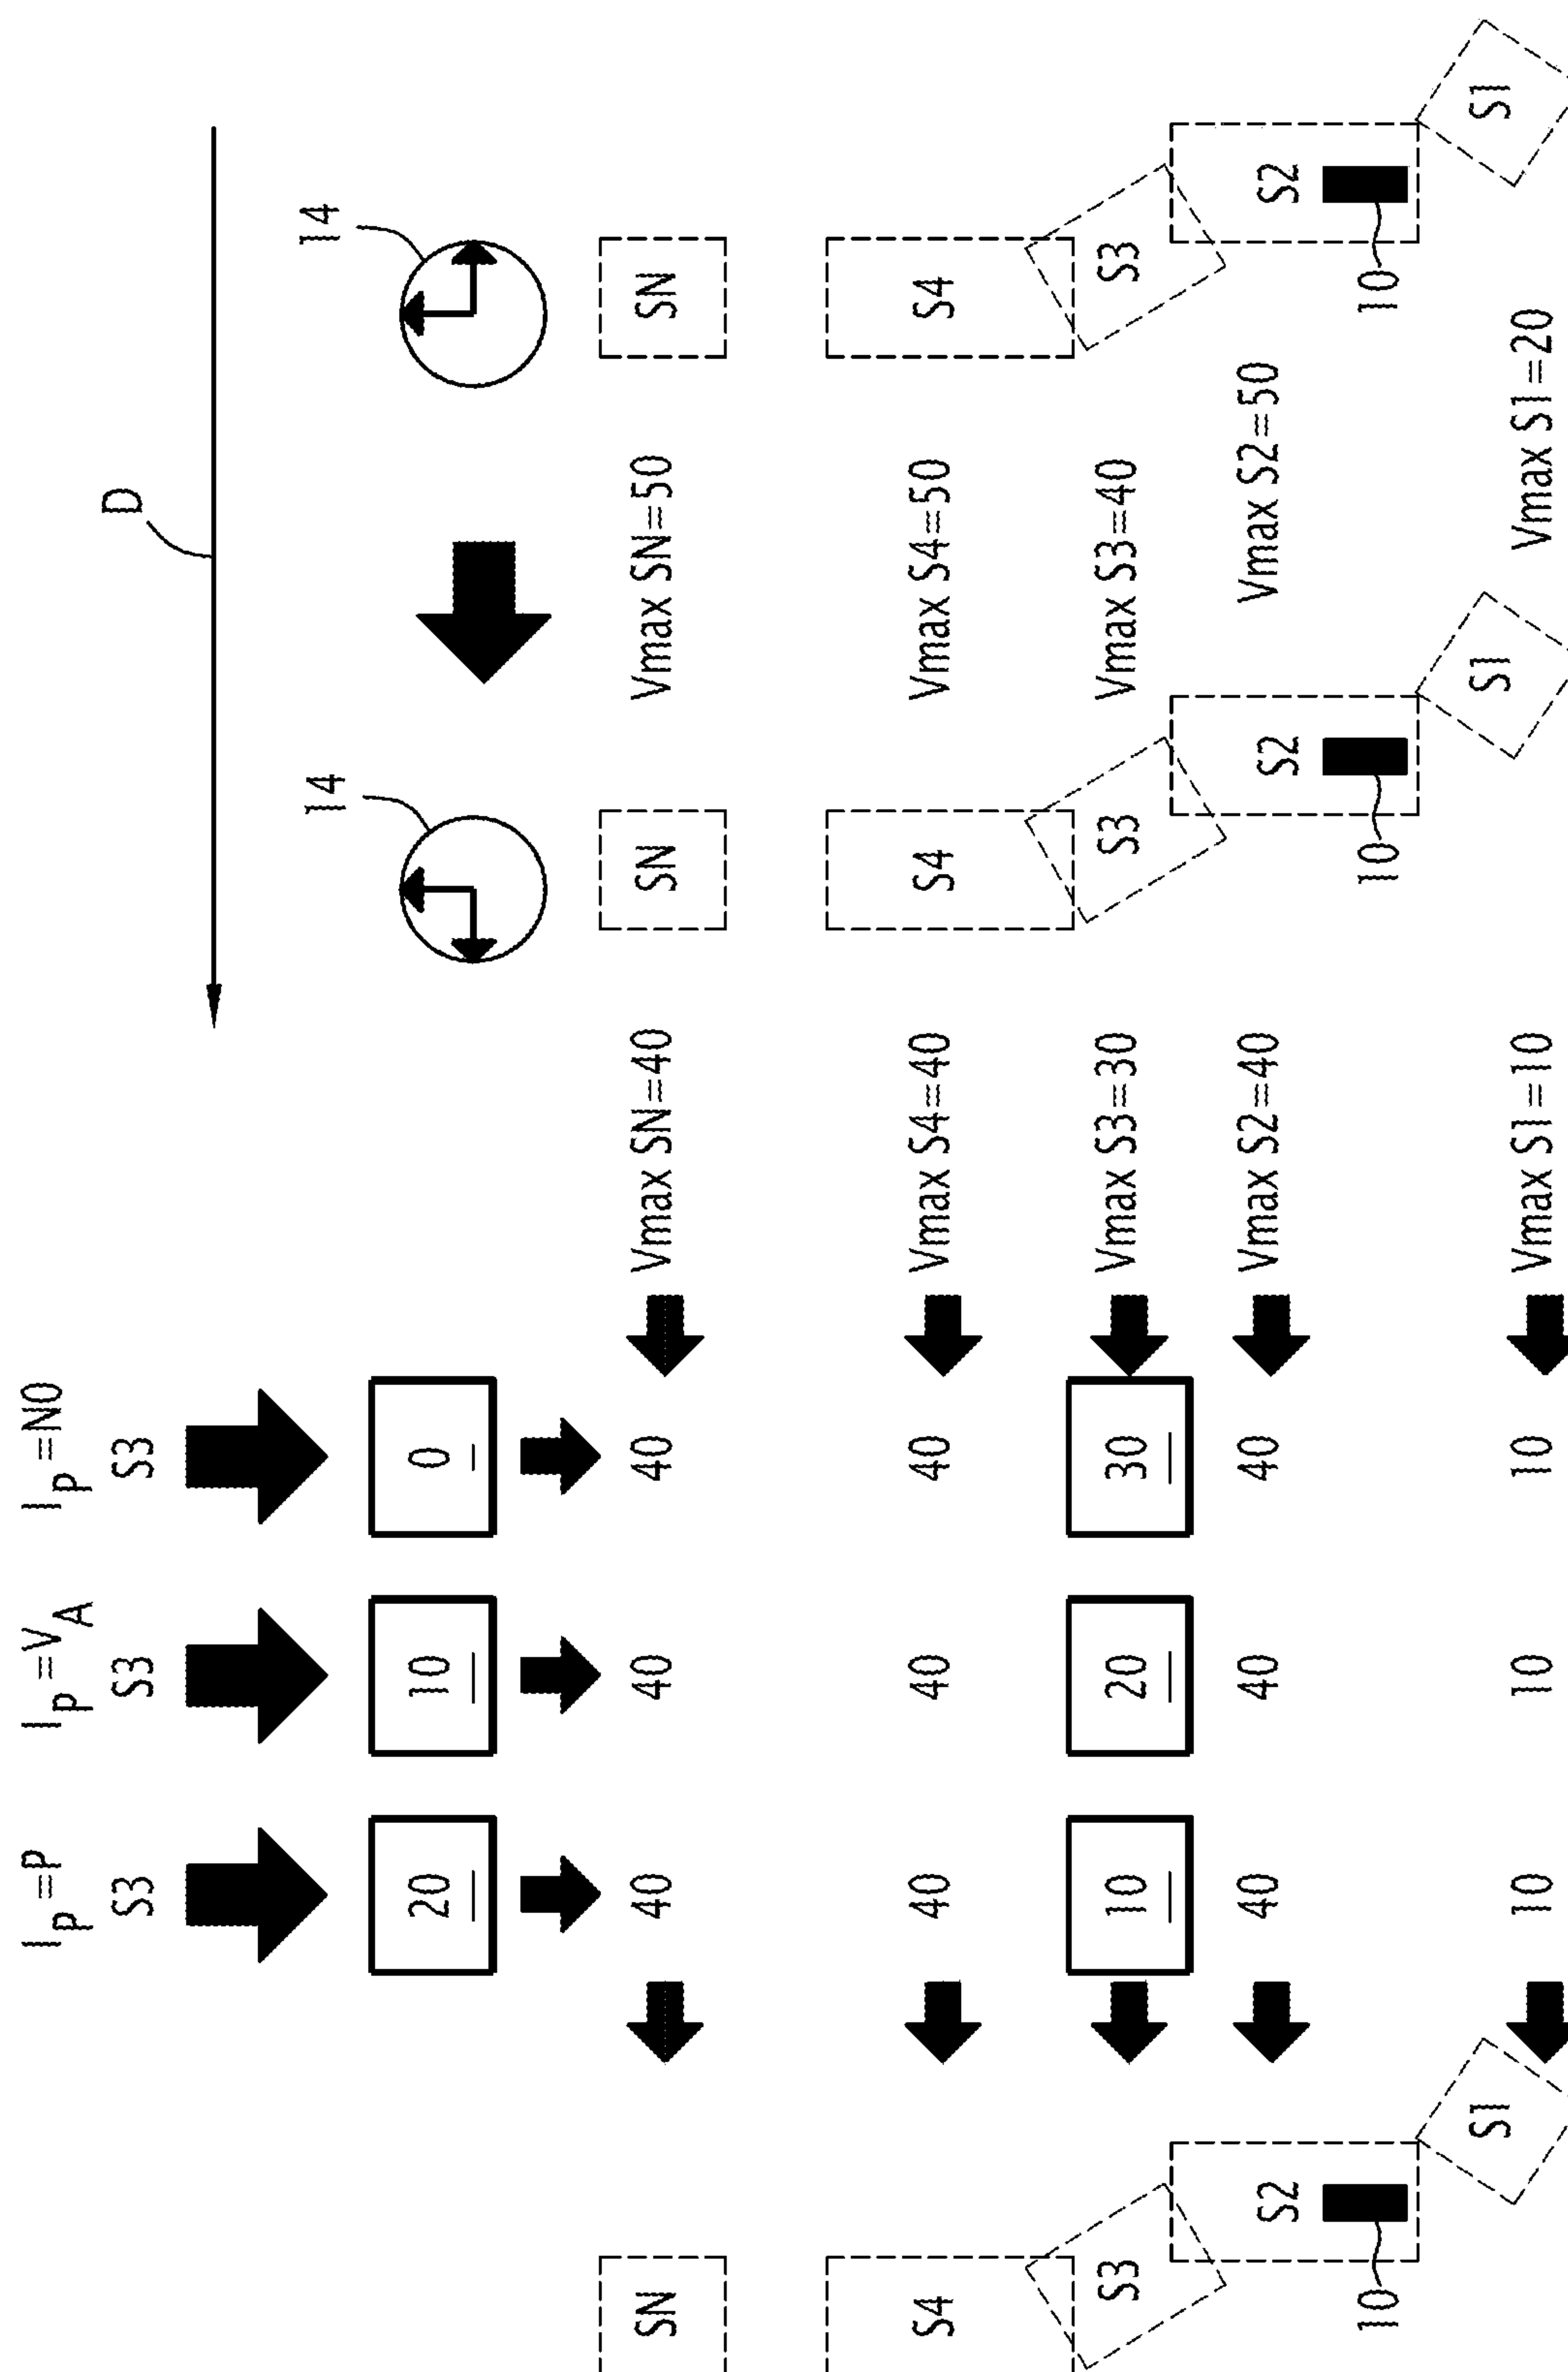 I_P=P I_P=V_A I_P=NO
S3 S3 S3 D
14 14
20 10 0
SN 40 40 40 Vmax SN=40 SN Vmax SN=50 SN
S4 40 40 40 Vmax S4=40 S4 Vmax S4=50 S4
S3 10 20 30 Vmax S3=30 S3 Vmax S3=40 S3
S2 40 40 40 Vmax S2=40 S2 Vmax S2=50 S2
10 10 10
S1 S1 S1
10 10 10 Vmax S1=10 Vmax S1=20